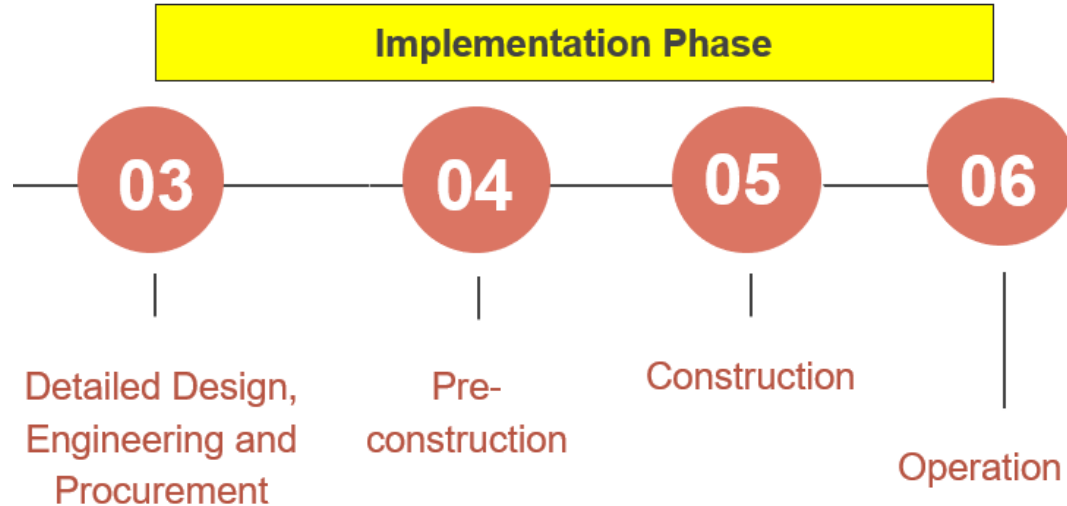 Implementation Phase
03
04
05
06
Detailed Design,
Engineering and
Procurement
Pre-
construction
Construction
Operation